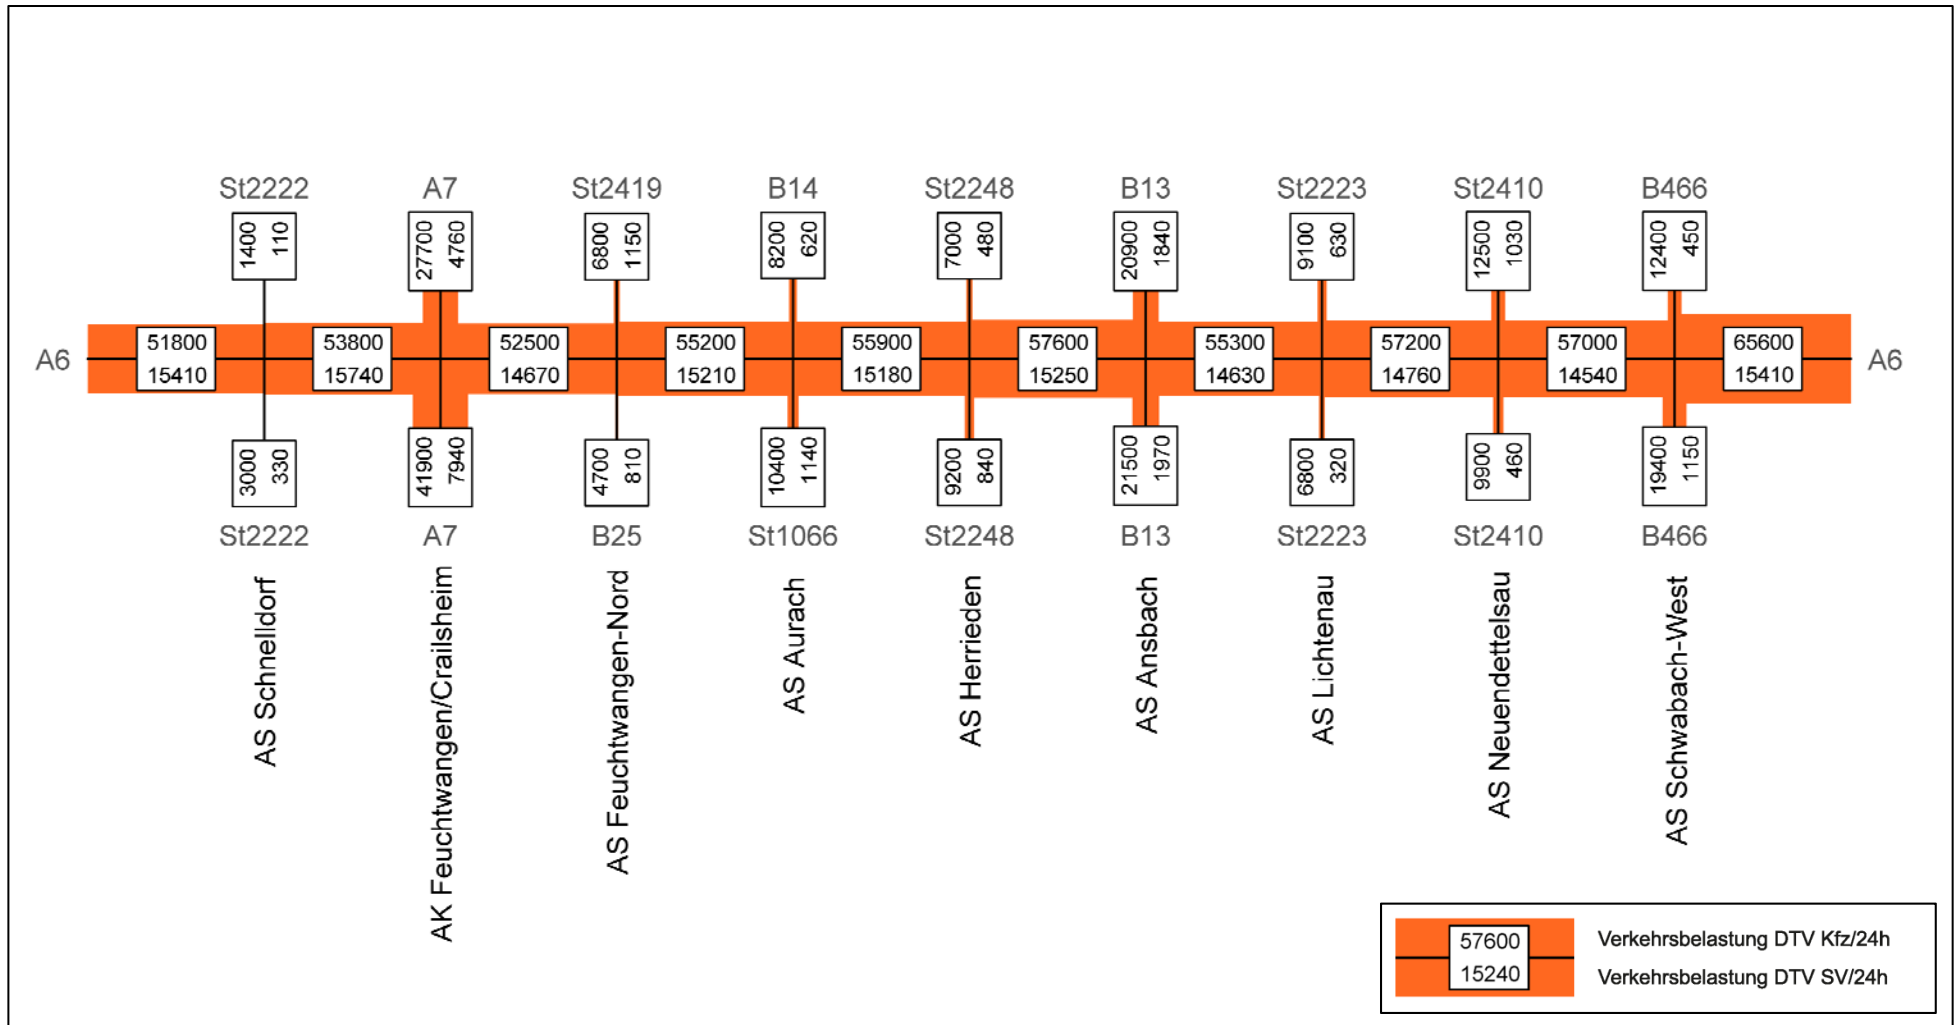 St2222
A7
St2419
B14
St2248
B13
St2223
St2410
B466
1400
110
27700
4760
6800
1150
8200
620
7000
480
20900
1840
9100
630
12500
1030
12400
450
A6
51800
15410
53800
15740
52500
14670
55200
15210
55900
15180
57600
15250
55300
14630
57200
14760
57000
14540
65600
15410
A6
3000
330
41900
7940
4700
810
10400
1140
9200
840
21500
1970
6800
320
9900
460
19400
1150
St2222
A7
B25
St1066
St2248
B13
St2223
St2410
B466
AS Schnelldorf
AK Feuchtwangen/Crailsheim
AS Feuchtwangen-Nord
AS Aurach
AS Herrieden
AS Ansbach
AS Lichtenau
AS Neuendettelsau
AS Schwabach-West
57600
15240
Verkehrsbelastung DTV Kfz/24h
Verkehrsbelastung DTV SV/24h